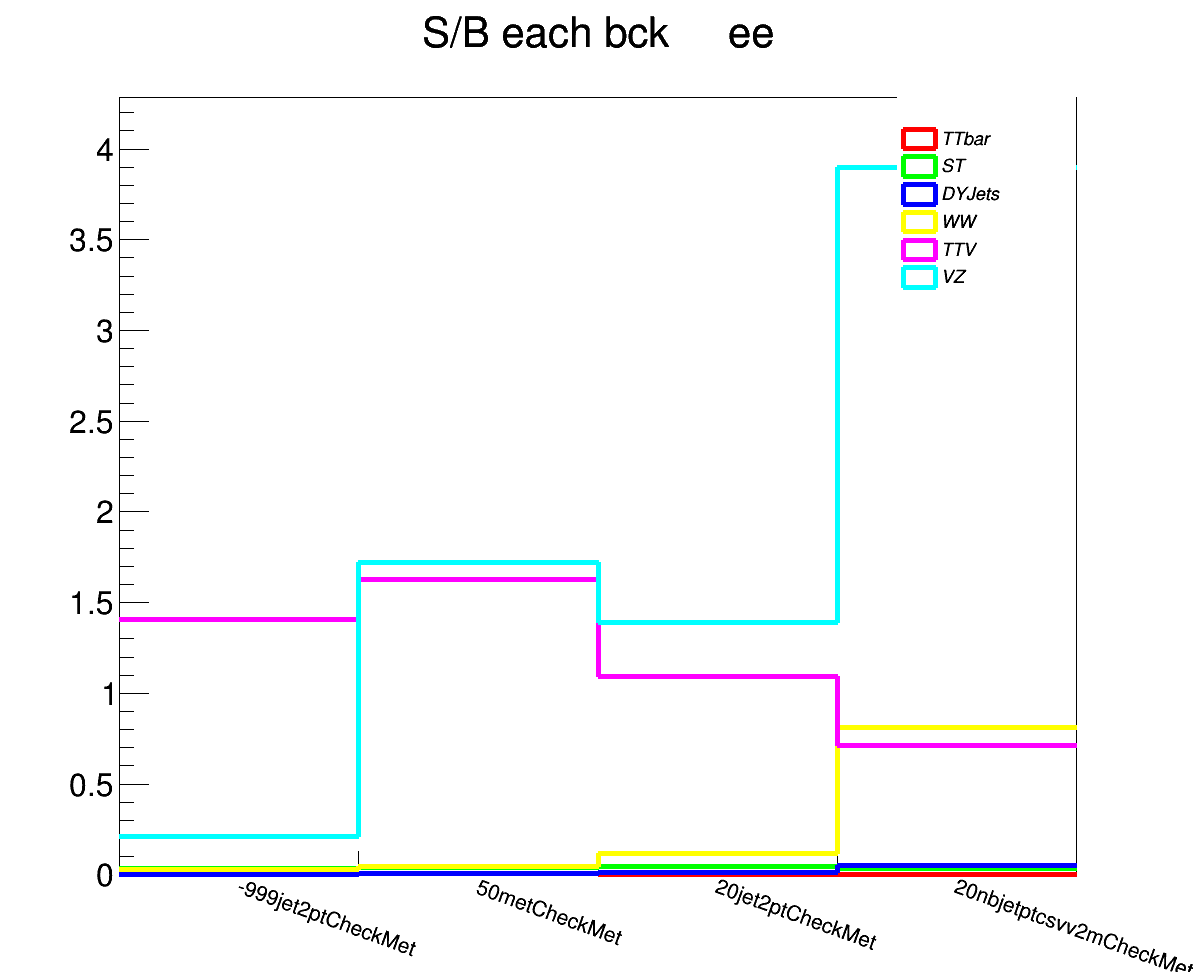 S/B each bck ee
TTbar
ST
DYJets
WW
TTV
VZ
4
3.5
3
2.5
2
1.5
1
0.5
0
-999jet2ptCheckMet
50metCheckMet
20jet2ptCheckMet
20nbjetptcsvv2mCheckMet